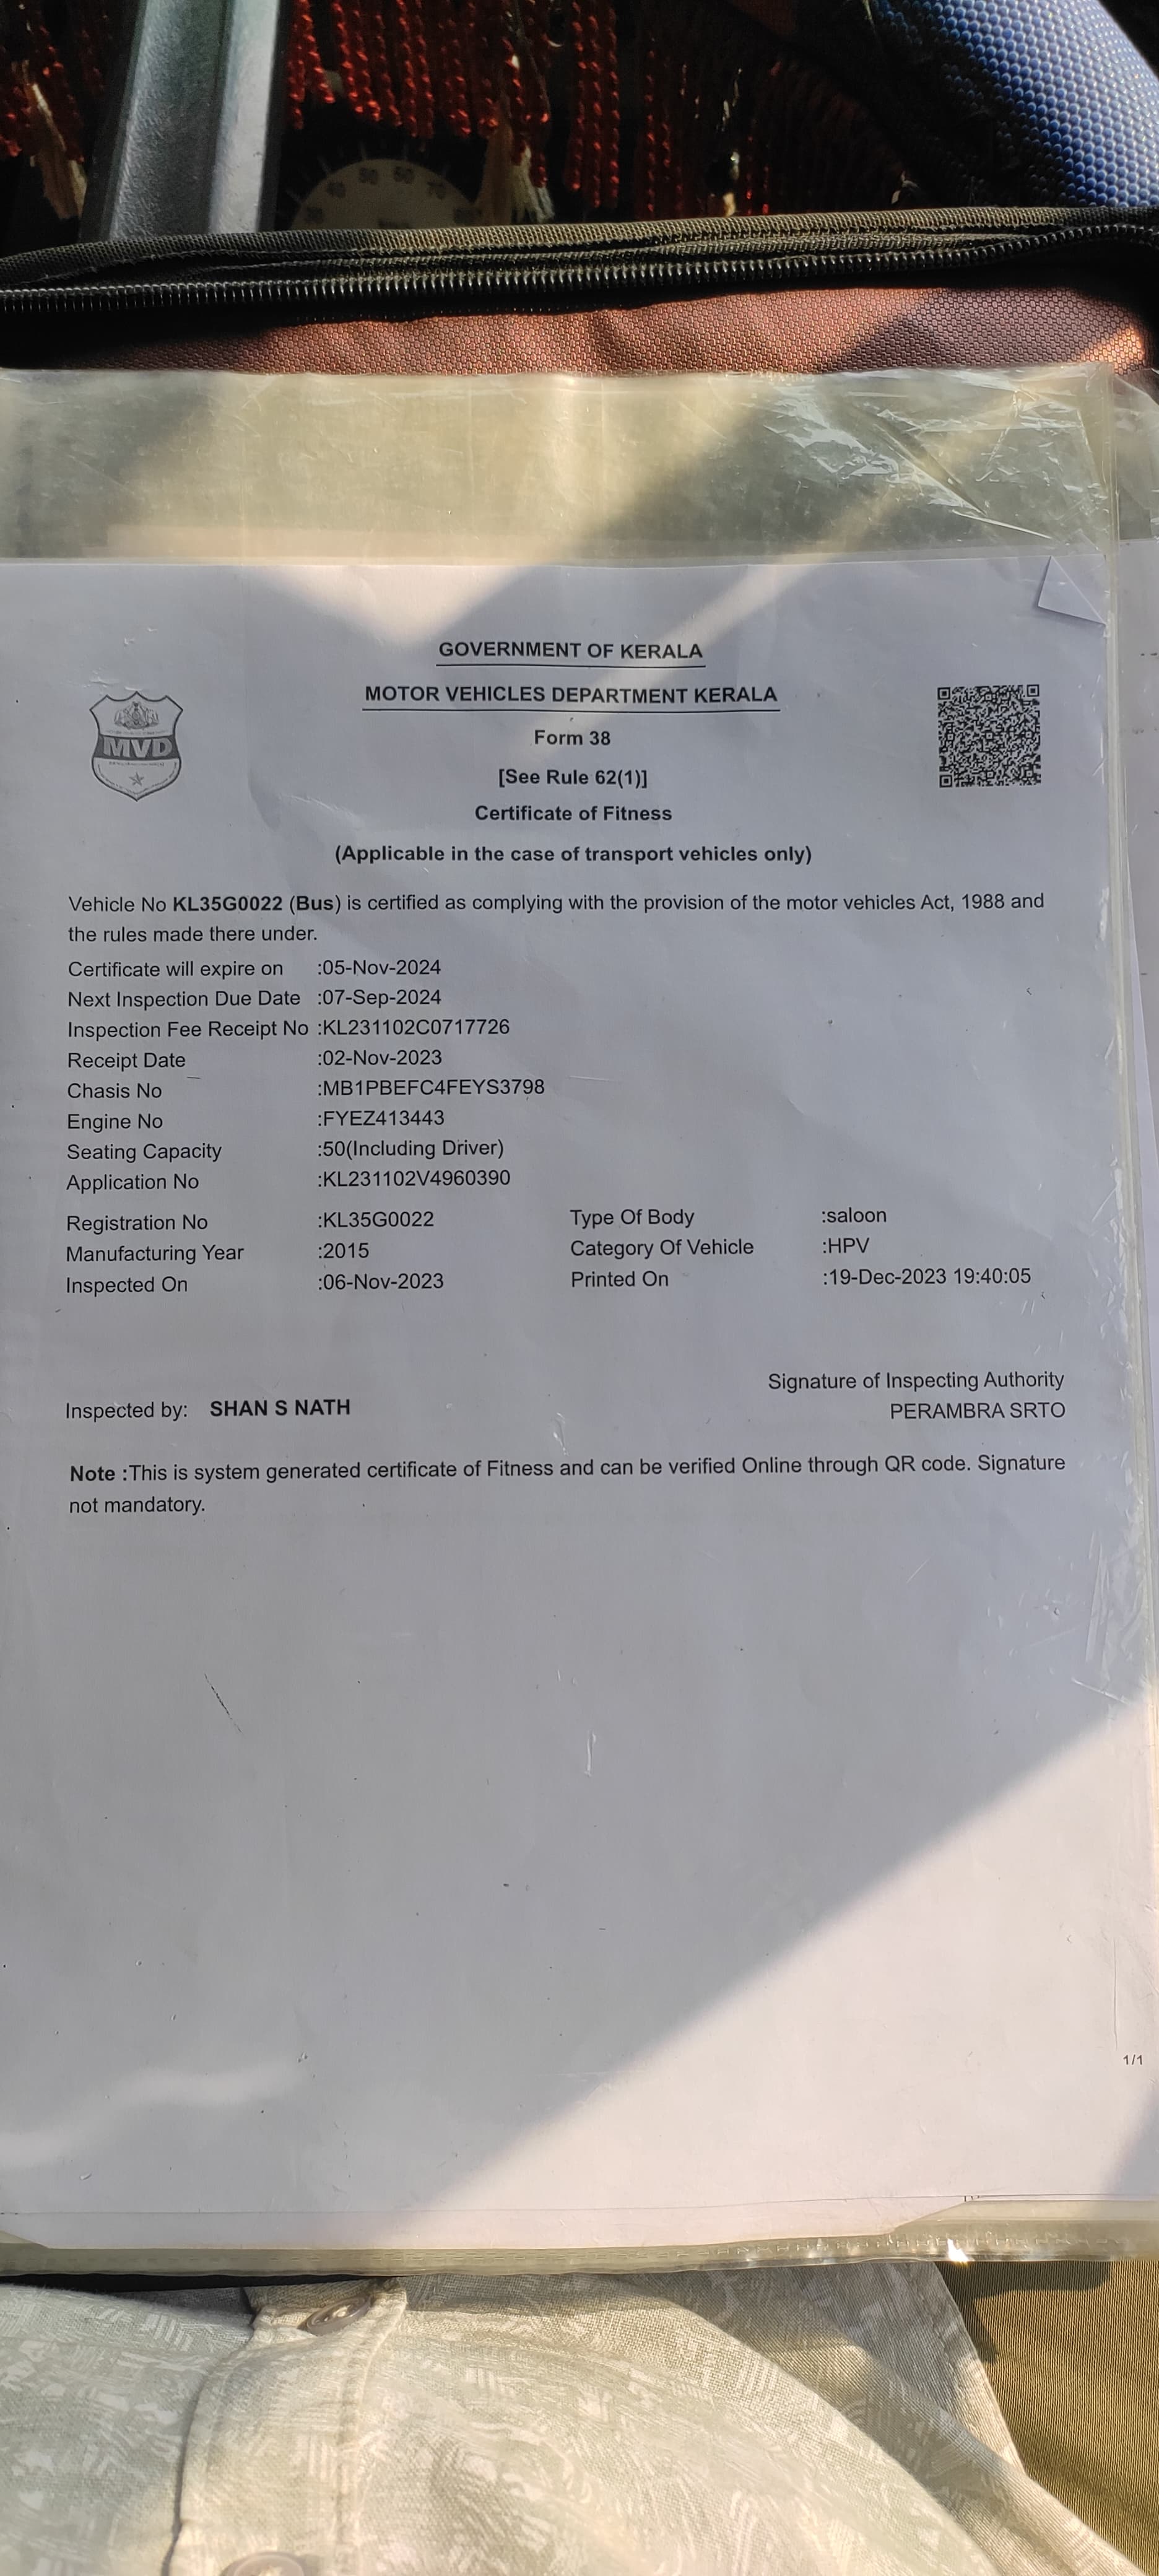 GOVERNMENT OF KERALA
MOTOR VEHICLES DEPARTMENT KERALA
MVD
Form 38
[See Rule 62(1)]
Certificate of Fitness
(Applicable in the case of transport vehicles only)
Vehicle No KL35G0022 (Bus) is certified as complying with the provision of the motor vehicles Act, 1988 and
the rules made there under.
Certificate will expire on :05-Nov-2024
Next Inspection Due Date :07-Sep-2024
Inspection Fee Receipt No :KL231102C0717726
Receipt Date :02-Nov-2023
Chasis No :MB1PBEFC4FEYS3798
Engine No :FYEZ413443
Seating Capacity :50(Including Driver)
Application No :KL231102V4960390
Registration No :KL35G0022 Type Of Body :saloon
Manufacturing Year :2015 Category Of Vehicle :HPV
Inspected On :06-Nov-2023 Printed On :19-Dec-2023 19:40:05
Signature of Inspecting Authority
Inspected by: SHAN S NATH PERAMBRA SRTO
Note :This is system generated certificate of Fitness and can be verified Online through QR code. Signature
not mandatory.
1/1